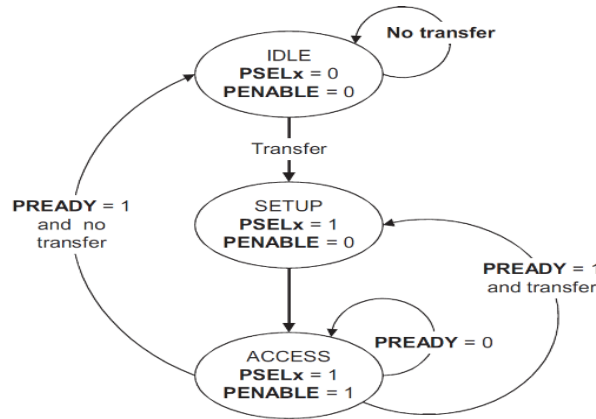 No transfer
IDLE
PSELx = 0
PENABLE = 0
Transfer
PREADY = 1
and no
transfer
SETUP
PSELx = 1
PENABLE = 0
PREADY = 1
and transfer
PREADY = 0
ACCESS
PSELx = 1
PENABLE = 1